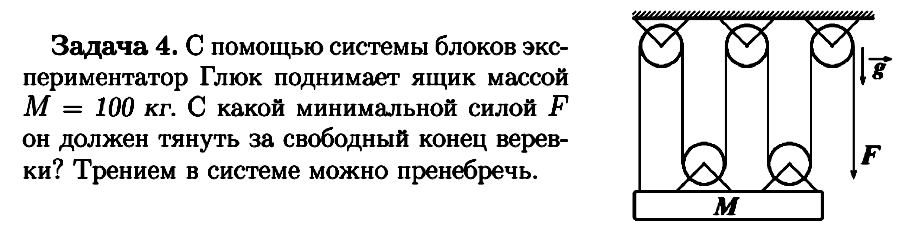 Задача 4. С помощью системы блоков экс-
периментатор Глюк поднимает ящик массой
M = 100 кг. С какой минимальной силой F
он должен тянуть за свободный конец верев-
ки? Трением в системе можно пренебречь.
g
F
M